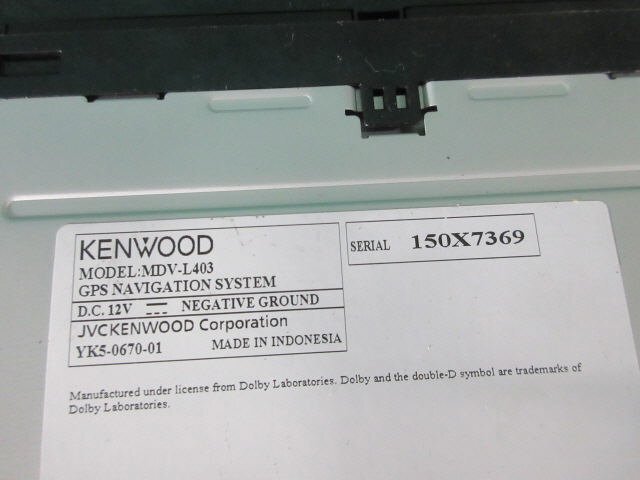 KENWOOD
MODEL:MDV-L403
GPS NAVIGATION SYSTEM
D.C. 12V NEGATIVE GROUND
JVCKENWOOD Corporation
YK5-0670-01 MADE IN INDONESIA
SERIAL 150X7369
Manufactured under license from Dolby Laboratories. Dolby and the double-D symbol are trademarks of
Dolby Laboratories.